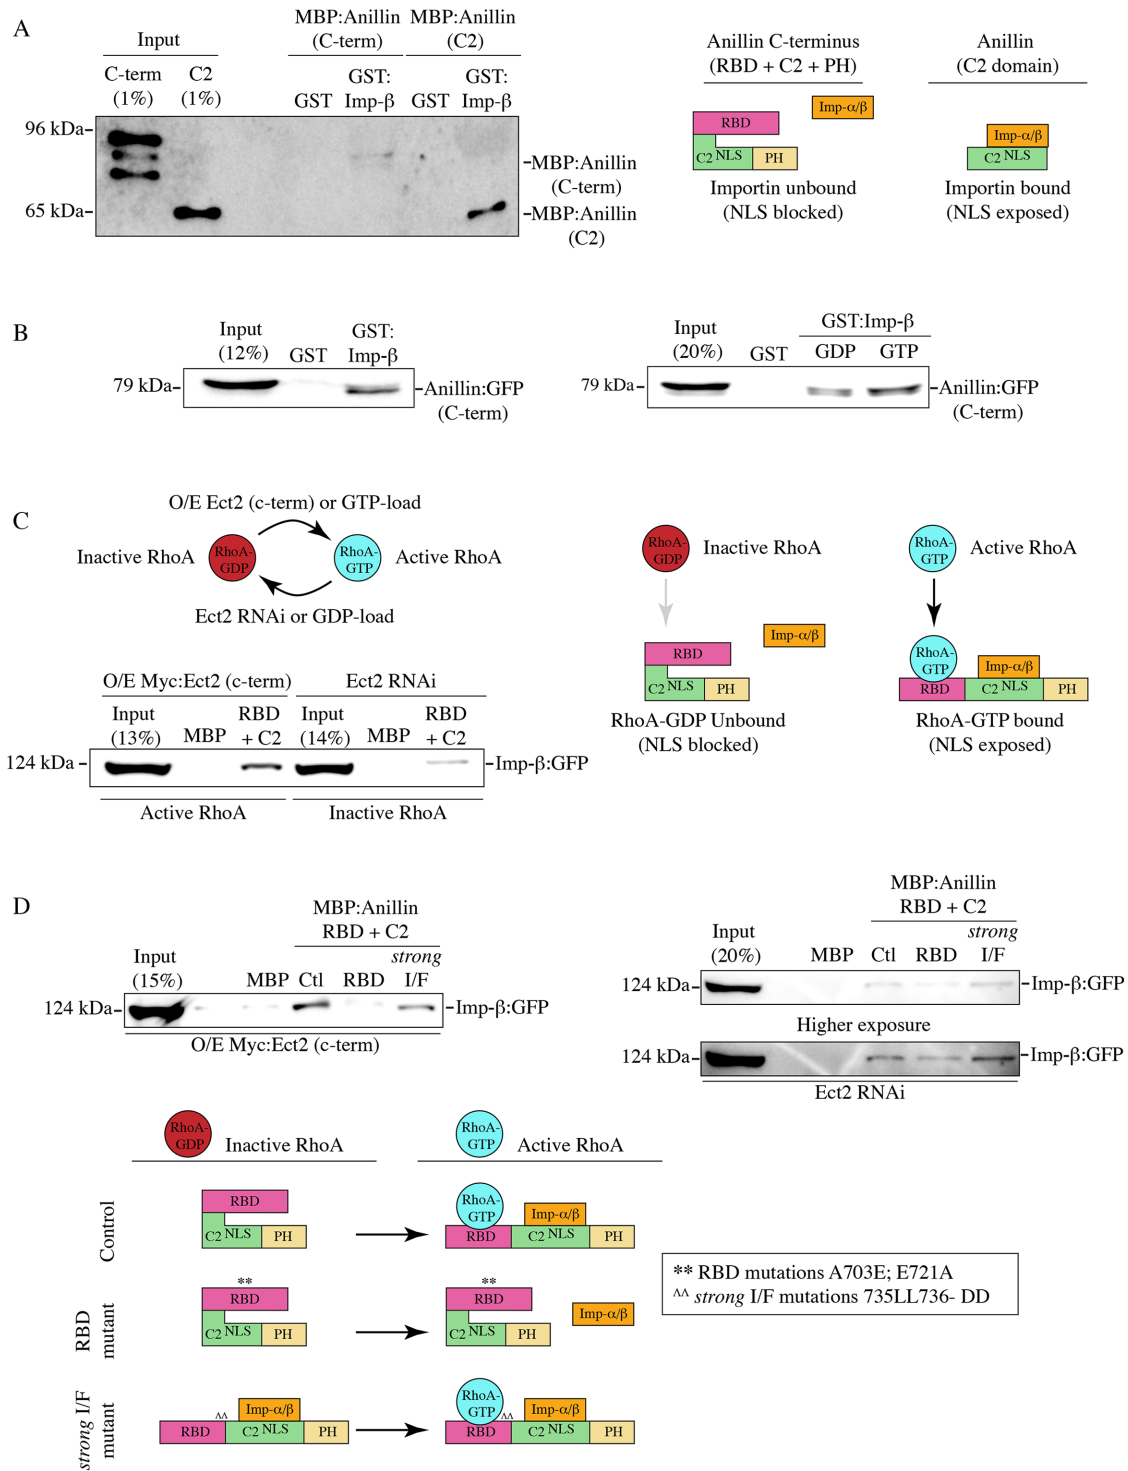 A
Input
C-term
(1%)
C2
(1%)
MBP:Anillin
(C-term)
MBP:Anillin
(C2)
GST
GST:
Imp-β
GST
GST:
Imp-β
96 kDa
65 kDa
MBP:Anillin
(C-term)
MBP:Anillin
(C2)
Anillin C-terminus
(RBD + C2 + PH)
Imp-α/β
RBD
C2 NLS
PH
Importin unbound
(NLS blocked)
Anillin
(C2 domain)
Imp-α/β
C2 NLS
Importin bound
(NLS exposed)
B
Input
(12%)
GST
GST:
Imp-β
79 kDa
Anillin:GFP
(C-term)
Input
(20%)
GST
GST:Imp-β
GDP
GTP
79 kDa
Anillin:GFP
(C-term)
C
O/E Ect2 (c-term) or GTP-load
Inactive RhoA
RhoA-
GDP
RhoA-
GTP
Active RhoA
Ect2 RNAi or GDP-load
O/E Myc:Ect2 (c-term)
Ect2 RNAi
Input
(13%)
MBP
RBD
+ C2
Input
(14%)
MBP
RBD
+ C2
124 kDa
Imp-β:GFP
Active RhoA
Inactive RhoA
RhoA-
GDP
Inactive RhoA
Imp-α/β
RBD
C2 NLS
PH
RhoA-GDP Unbound
(NLS blocked)
RhoA-
GTP
Active RhoA
RhoA-
GTP
Imp-α/β
RBD
C2 NLS
PH
RhoA-GTP bound
(NLS exposed)
D
MBP:Anillin
RBD + C2
Input
(15%)
MBP
Ctl
RBD
strong
I/F
124 kDa
Imp-β:GFP
O/E Myc:Ect2 (c-term)
MBP:Anillin
RBD + C2
Input
(20%)
MBP
Ctl
RBD
strong
I/F
124 kDa
Imp-β:GFP
Higher exposure
124 kDa
Imp-β:GFP
Ect2 RNAi
RhoA-
GDP
Inactive RhoA
RhoA-
GTP
Active RhoA
Control
RBD
C2 NLS
PH
RhoA-
GTP
Imp-α/β
RBD
C2 NLS
PH
RBD
mutant
**
RBD
C2 NLS
PH
**
RBD
C2 NLS
PH
Imp-α/β
strong I/F
mutant
^^
Imp-α/β
RBD
C2 NLS
PH
RhoA-
GTP
^^
Imp-α/β
RBD
C2 NLS
PH
** RBD mutations A703E; E721A
^^ strong I/F mutations 735LL736- DD